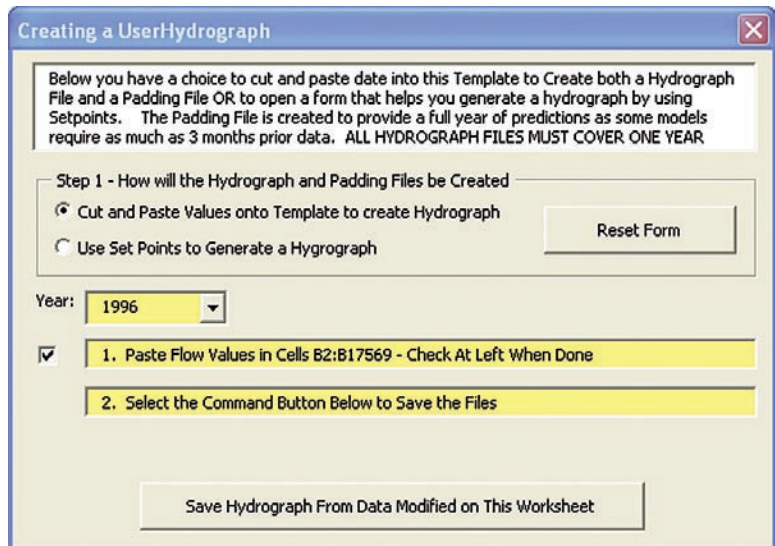 Creating a UserHydrograph
Below you have a choice to cut and paste date into this Template to Create both a Hydrograph
File and a Padding File OR to open a form that helps you generate a hydrograph by using
Setpoints. The Padding File is created to provide a full year of predictions as some models
require as much as 3 months prior data. ALL HYDROGRAPH FILES MUST COVER ONE YEAR
Step 1 - How will the Hydrograph and Padding Files be Created
Cut and Paste Values onto Template to create Hydrograph
Use Set Points to Generate a Hygrograph
Reset Form
Year: 1996
1. Paste Flow Values in Cells B2:B17569 - Check At Left When Done
2. Select the Command Button Below to Save the Files
Save Hydrograph From Data Modified on This Worksheet